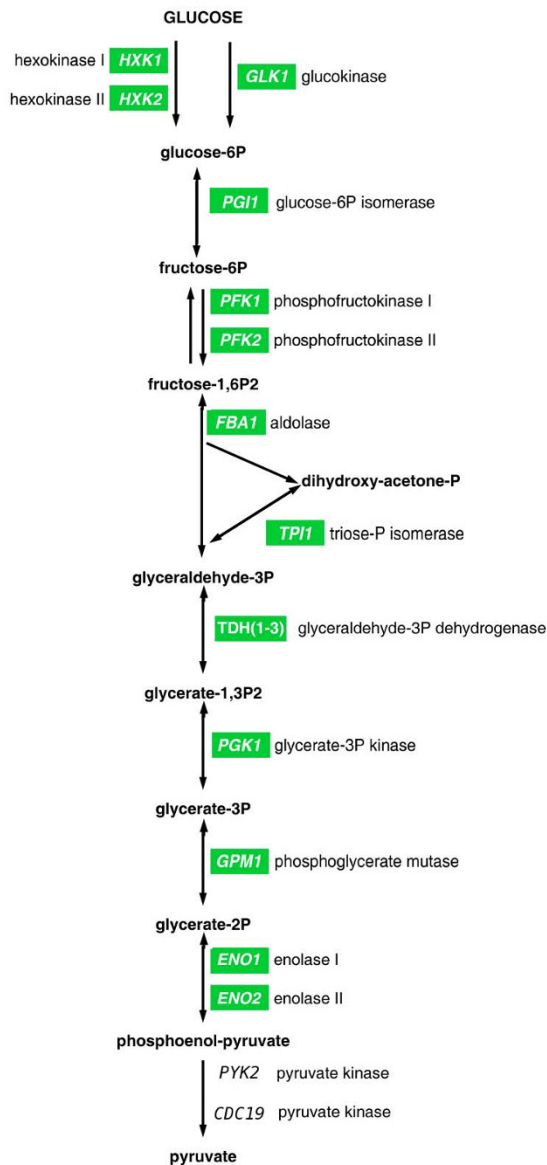 GLUCOSE
hexokinase I HXK1 GLK1 glucokinase
hexokinase II HXK2
glucose-6P
PGI1 glucose-6P isomerase
fructose-6P
PFK1 phosphofructokinase I
PFK2 phosphofructokinase II
fructose-1,6P2
FBA1 aldolase
dihydroxy-acetone-P
TPI1 triose-P isomerase
glyceraldehyde-3P
TDH(1-3) glyceraldehyde-3P dehydrogenase
glycerate-1,3P2
PGK1 glycerate-3P kinase
glycerate-3P
GPM1 phosphoglycerate mutase
glycerate-2P
ENO1 enolase I
ENO2 enolase II
phosphoenol-pyruvate
PYK2 pyruvate kinase
CDC19 pyruvate kinase
pyruvate